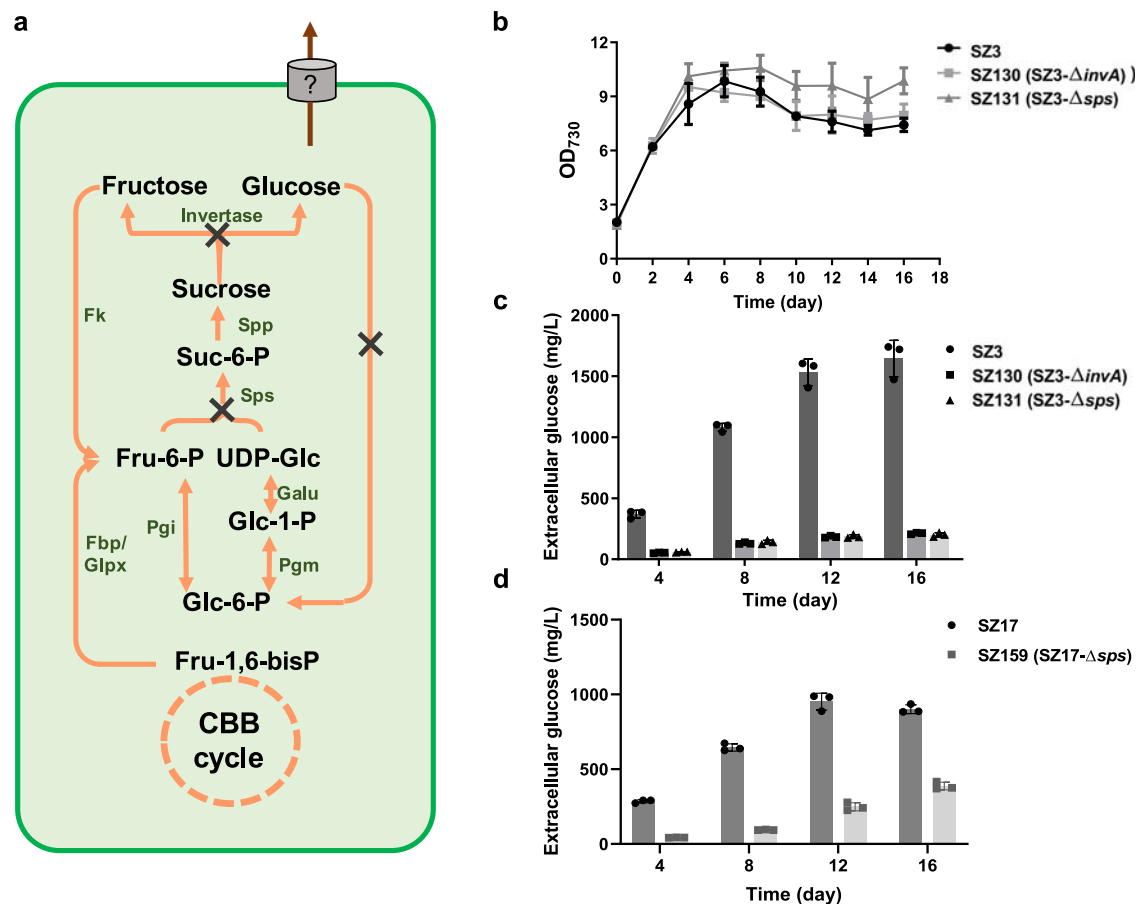 a
?
Fructose Glucose
Invertase
Sucrose
Fk
Spp
Suc-6-P
Sps
Fru-6-P UDP-Glc
Galu
Pgi
Glc-1-P
Fbp/
Glpx
Pgm
Glc-6-P
Fru-1,6-bisP
CBB
cycle
b
12
9
6
3
0
OD730
0 2 4 6 8 10 12 14 16 18
Time (day)
SZ3
SZ130 (SZ3-ΔinvA) )
SZ131 (SZ3-Δsps)
c
2000
1500
1000
500
0
Extracellular glucose (mg/L)
4 8 12 16
Time (day)
SZ3
SZ130 (SZ3-ΔinvA)
SZ131 (SZ3-Δsps)
d
1500
1000
500
0
Extracellular glucose (mg/L)
4 8 12 16
Time (day)
SZ17
SZ159 (SZ17-Δsps)